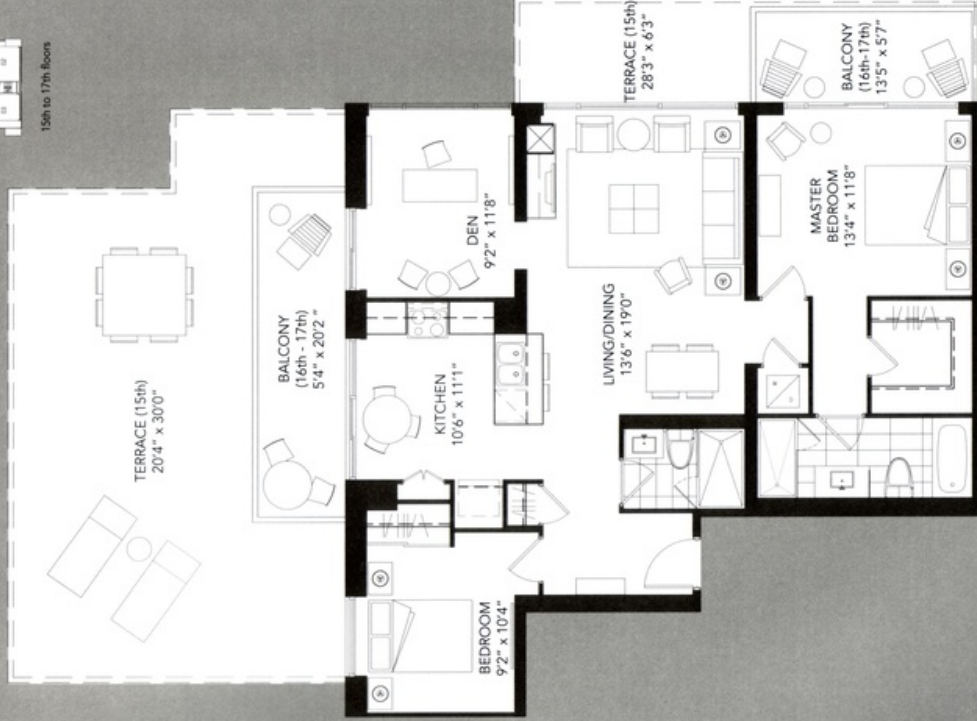 15th to 17th floors
TERRACE (15th)
20'4" x 30'0"
BALCONY
(16th - 17th)
5'4" x 20'2"
TERRACE (15th)
28'3" x 6'3"
BALCONY
(16th-17th)
13'5" x 5'7"
DEN
9'2" x 11'8"
KITCHEN
10'6" x 11'1"
LIVING/DINING
13'6" x 19'0"
MASTER
BEDROOM
13'4" x 11'8"
BEDROOM
9'2" x 10'4"